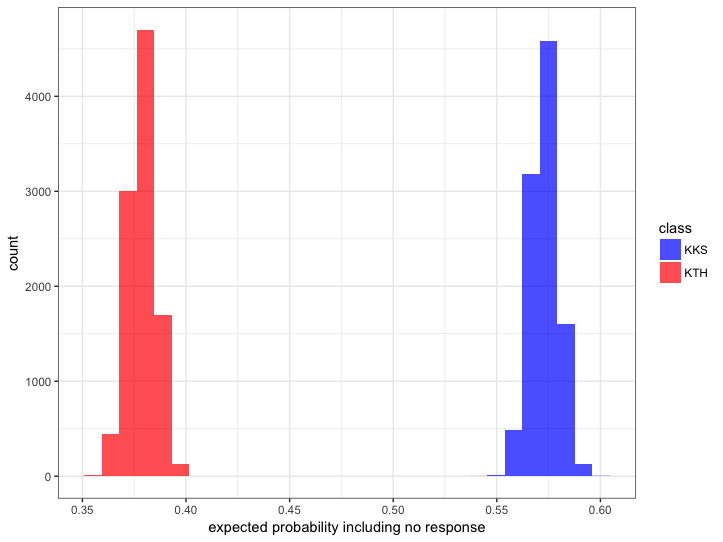 4000
3000
2000
1000
0
count
0.35 0.40 0.45 0.50 0.55 0.60
expected probability including no response
class
KKS
KTH